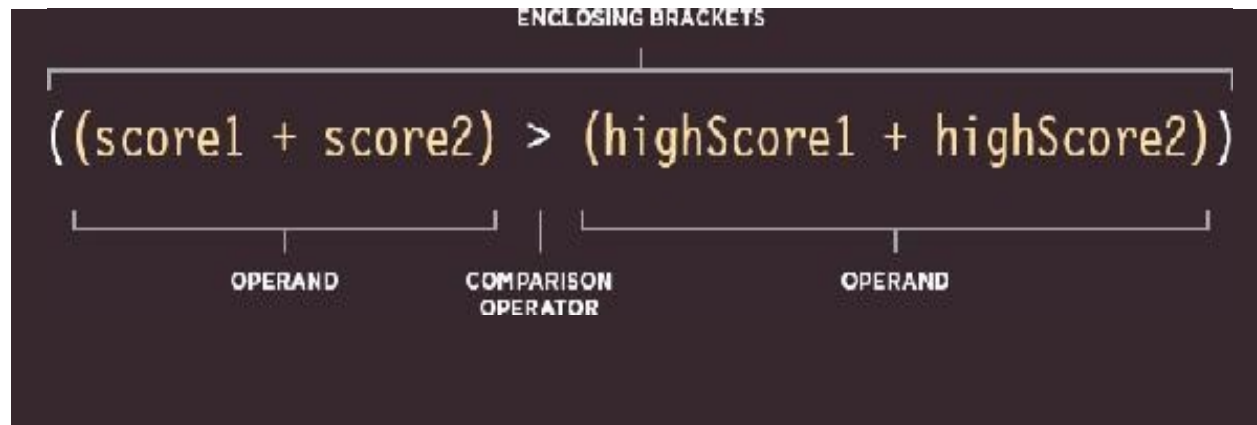 ENCLOSING BRACKETS
((score1 + score2) > (highScore1 + highScore2))
OPERAND COMPARISON OPERAND
OPERATOR